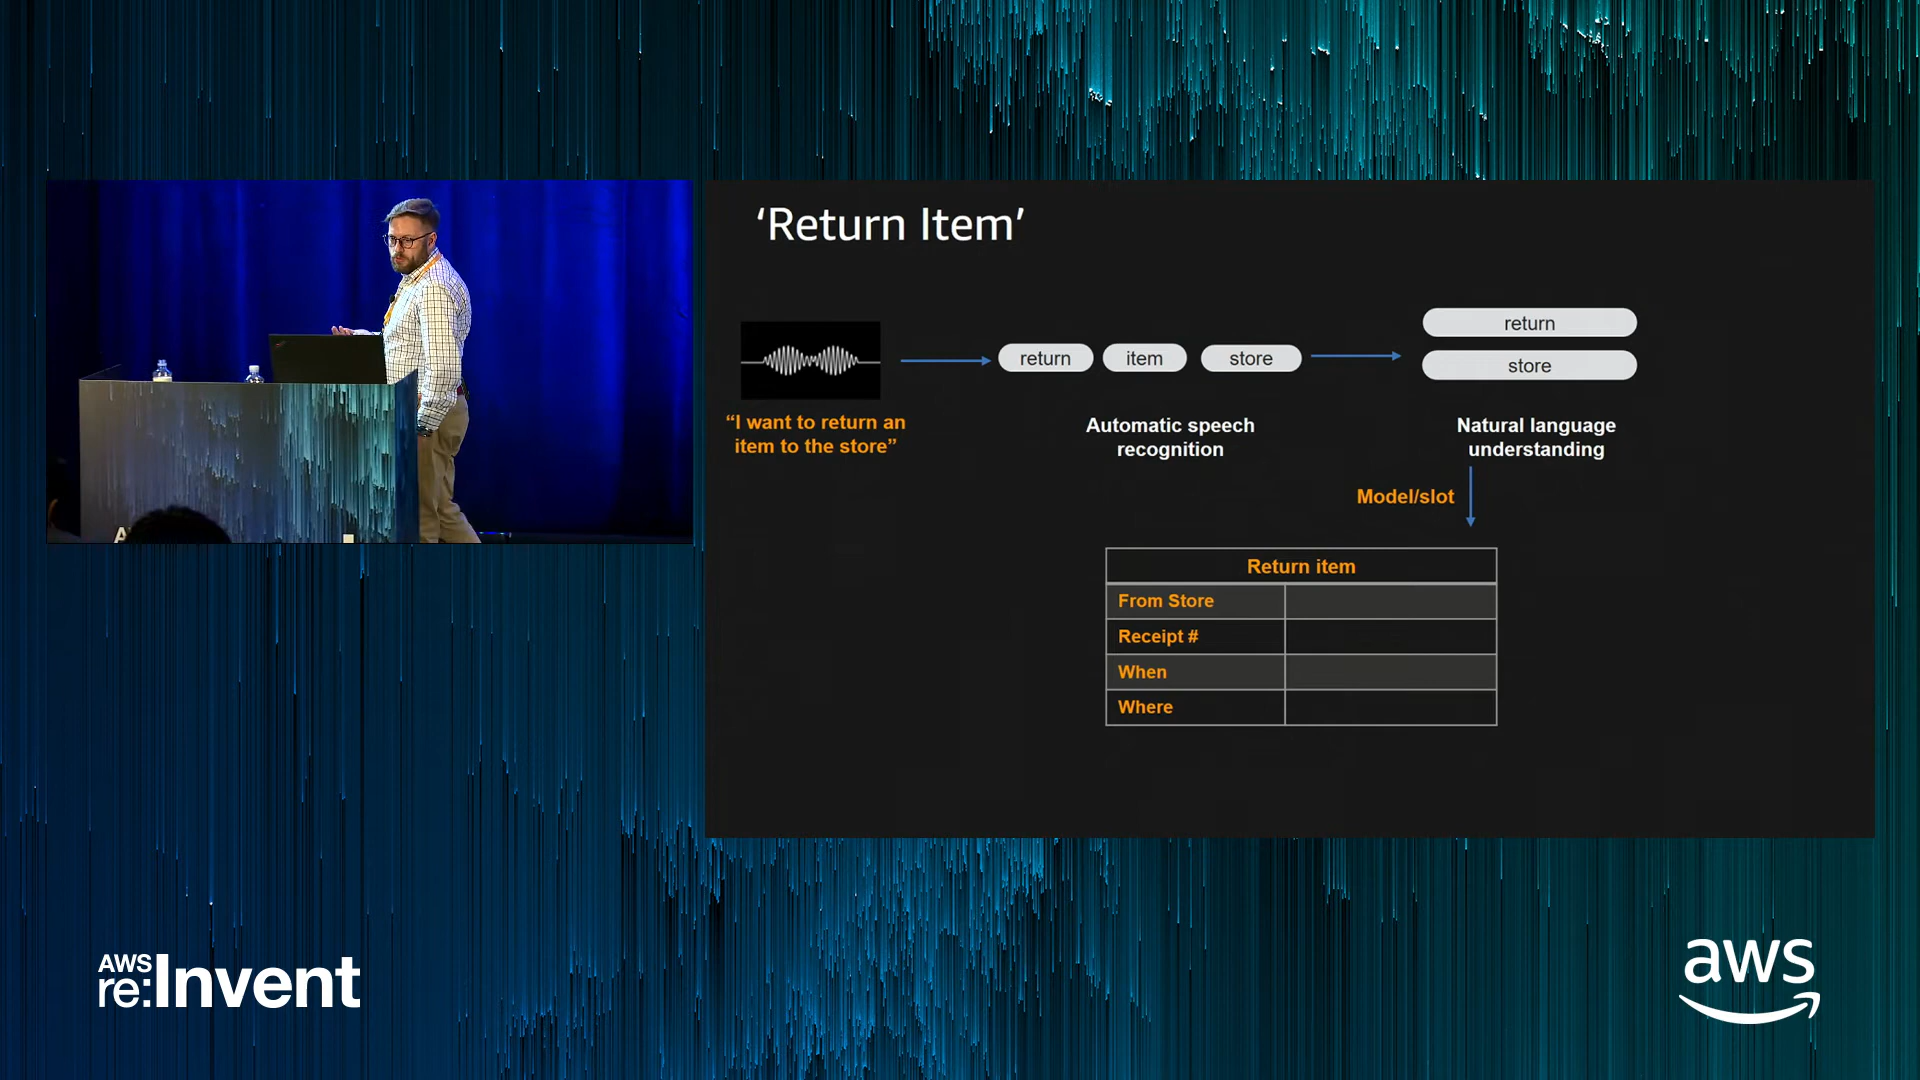 ‘Return Item’
return
item
store
return
store
“I want to return an
item to the store”
Automatic speech
recognition
Natural language
understanding
Model/slot
Return item
From Store
Receipt #
When
Where
AWS
re:Invent
aws